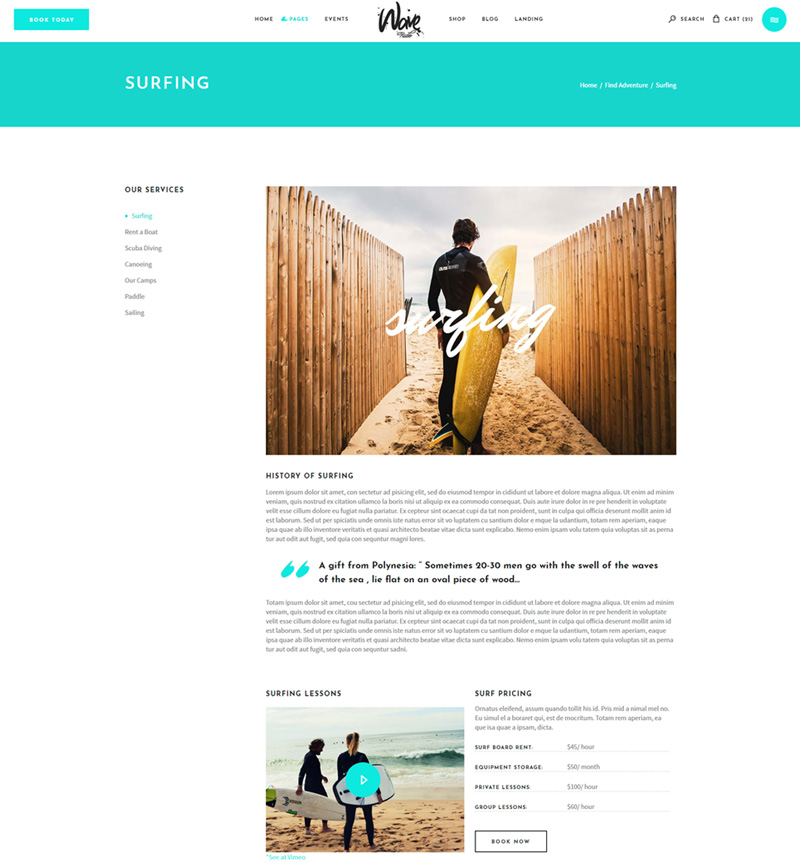 BOOK TODAY
HOME
PAGES
EVENTS
Wave
SHOP
BLOG
LANDING
SEARCH
CART
SURFING
Home / Find Adventure / Surfing
OUR SERVICES
Surfing
Rent a Boat
Scuba Diving
Canoeing
Our Camps
Paddle
Sailing
surfing
HISTORY OF SURFING
Lorem ipsum dolor sit amet, con sectetur ad pisicing elit, sed do eiusmod tempor in cididunt ut labore et dolore magna aliqua. Ut enim ad minim
veniam, quis nostrud ex citation ullamco la boris nisi ut aliquip ex ea commodo consequat. Duis aute irure dolor in re pre henderit in voluptate
velit esse cillum dolore eu fugiat nulla pariatur. Ex cepteur sint occaecat cupi da tat non proident, sunt in culpa qui officia deserunt mollit anim id
est laborum. Sed ut per spiciatis unde omnis iste natus error sit vo luptatem cu santium dolor e mque la udantium, totam rem aperiam, eaque
ipsa quae ab illo inventore veritatis et quasi architecto beatae vitae dicta sunt explicabo. Nemo enim ipsam volu tatem quia voluptas sit as perna
tur aut odit aut fugit, sed quia con sequntur magni lores.
A gift from Polynesia: “ Sometimes 20-30 men go with the swell of the waves
of the sea , lie flat on an oval piece of wood...
Totam ipsum dolor sit amet, cou sectetur ad pisicing elit, sed do eiusmod tempor in cididunt ut labore et dolore magna aliqua. Ut enim ad minim
veniam, quis nostrud ex citation ullamco la boris nisi ut aliquip ex ea commodo consequat. Duis aute irure dolor in re pre henderit in voluptate
velit esse cillum dolore eu fugiat nulla pariatur. Ex cepteur sint occaecat cupi da tat non proident, sunt in culpa qui officia deserunt mollit anim id
est laborum. Sed ut per spiciatis unde omnis iste natus error sit vo luptatem cu santium dolor e mque la udantium, totam rem aperiam, eaque
ipsa quae ab illo inventore veritatis et quasi architecto beatae vitae dicta sunt explicabo. Nemo enim ipsam volu tatem quia voluptas sit as perna
tur aut odit aut fugit, sed quia con sequntur sadni.
SURFING LESSONS
*See at Vimeo
SURF PRICING
Ornatus eleifend, assum quando tollit his id. Pris mid a nimal mel no.
Eu simul el a boraret qui, est de mocritum. Totam rem aperiam, ea
que isa quae a ipsam, dicta.
SURF BOARD RENT: $45/ hour
EQUIPMENT STORAGE: $50/ month
PRIVATE LESSONS: $100/ hour
GROUP LESSONS: $60/ hour
BOOK NOW